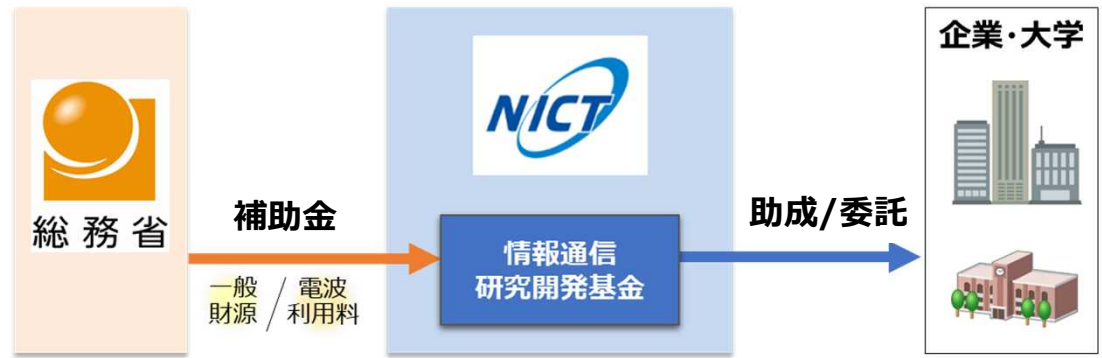 総務省
補助金
一般
財源
/
電波
利用料
NICT
情報通信
研究開発基金
助成/委託
企業・大学